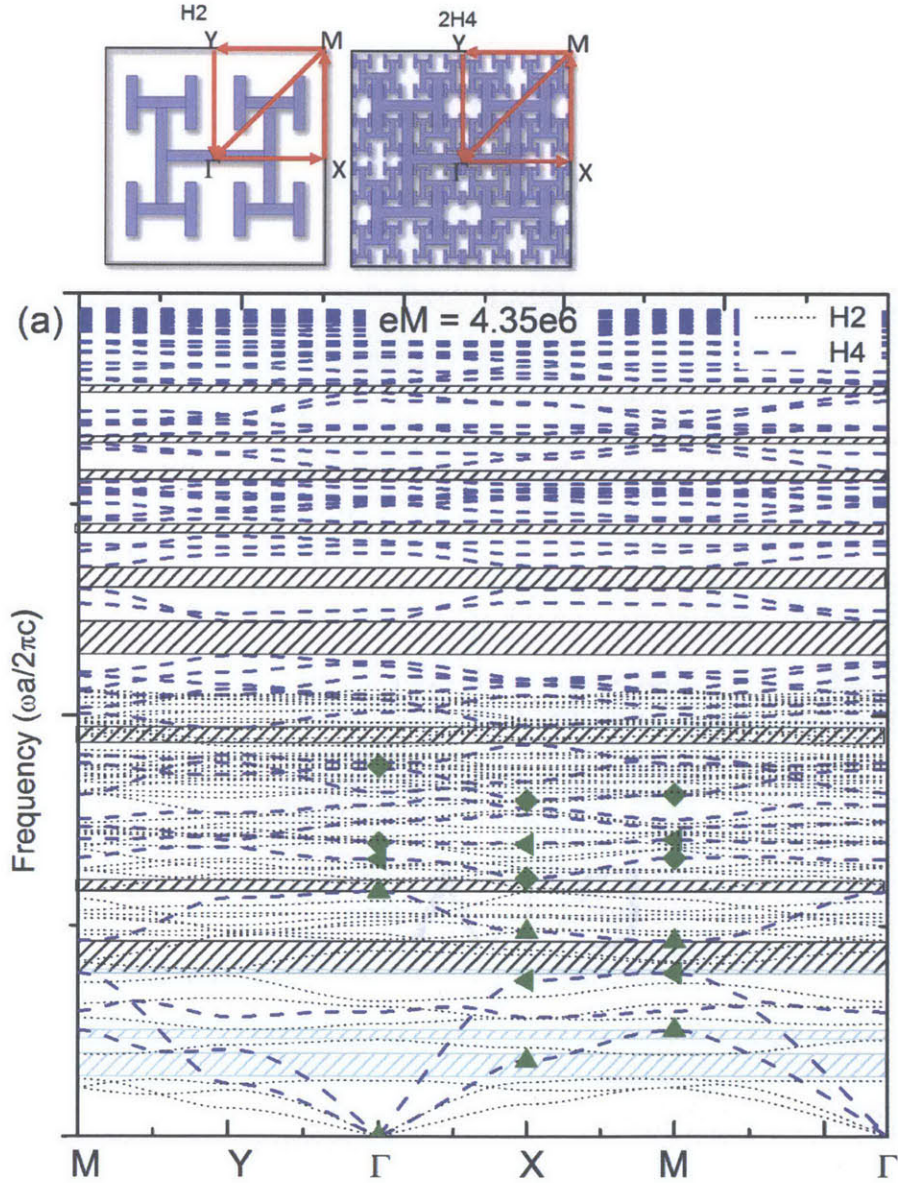 H2 2H4
Y M Y M
Γ X Γ X
(a) eM = 4.35e6 H2
H4
Frequency (ωa/2πc)
M Y Γ X M Γ